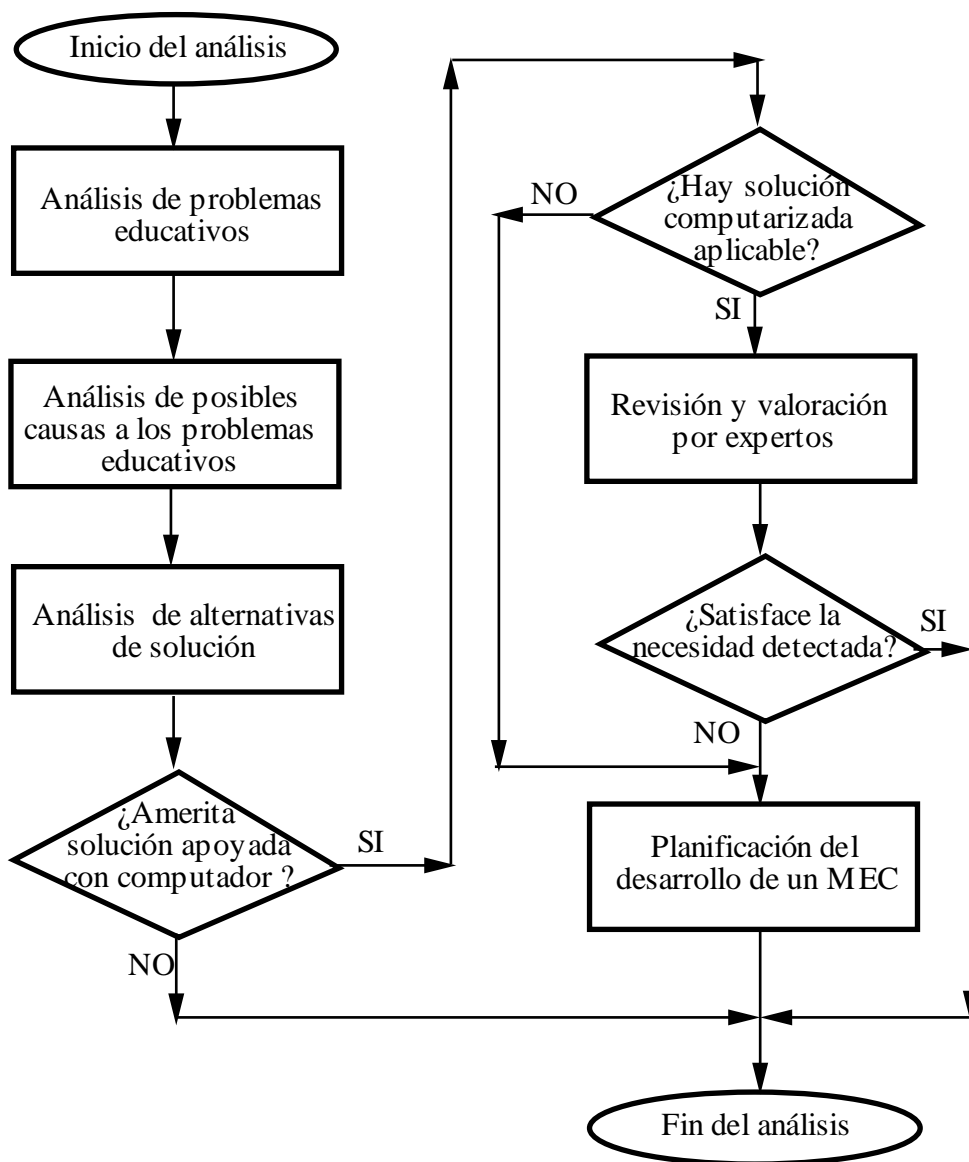 Inicio del análisis
Análisis de problemas
educativos
Análisis de posibles
causas a los problemas
educativos
Análisis de alternativas
de solución
¿Amerita
solución apoyada
con computador ?
SI
NO
¿Hay solución
computarizada
aplicable?
NO
SI
Revisión y valoración
por expertos
¿Satisface la
necesidad detectada?
SI
NO
Planificación del
desarrollo de un MEC
Fin del análisis